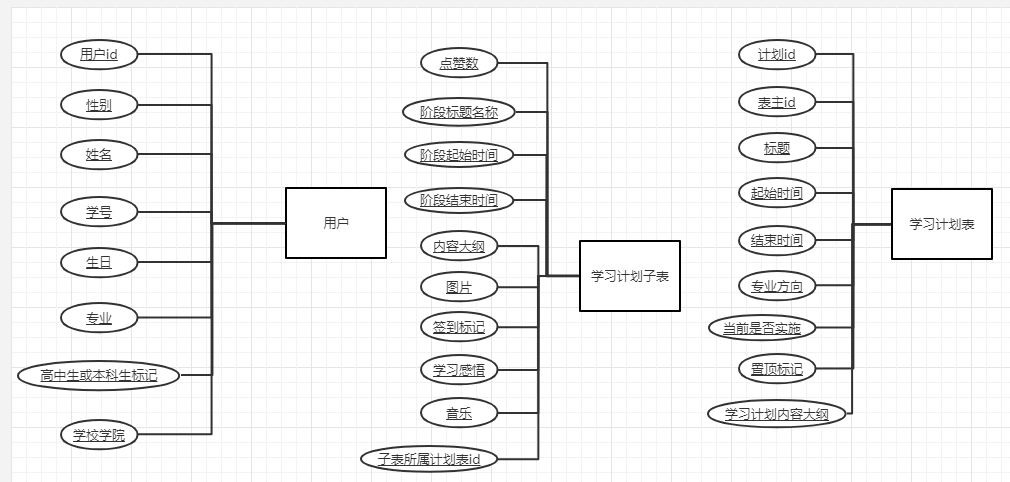 用户id
性别
姓名
学号
生日
专业
高中生或本科生标记
学校学院
用户
点赞数
阶段标题名称
阶段起始时间
阶段结束时间
内容大纲
图片
签到标记
学习感悟
音乐
子表所属计划表id
学习计划子表
计划id
表主id
标题
起始时间
结束时间
专业方向
当前是否实施
置顶标记
学习计划内容大纲
学习计划表